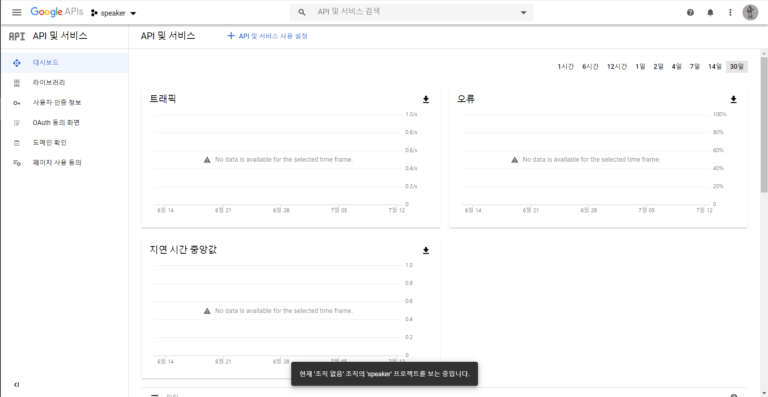 Google APIs
speaker
API 및 서비스 검색
API API 및 서비스
API 및 서비스
API 및 서비스 사용 설정
대시보드
라이브러리
사용자 인증 정보
OAuth 동의 화면
도메인 확인
페이지 사용 동의
1시간 6시간 12시간 1일 2일 4일 7일 14일 30일
트래픽
1.0/s
0.8/s
0.6/s
No data is available for the selected time frame.
0.4/s
0.2/s
0
6월 14 6월 21 6월 28 7월 05 7월 12
오류
100%
80%
60%
No data is available for the selected time frame.
40%
20%
0
6월 14 6월 21 6월 28 7월 05 7월 12
지연 시간 중앙값
1.0
0.8
0.6
No data is available for the selected time frame.
0.4
0.2
0
6월 14 6월 21 6월 28 7월 05 7월 12
현재 '조직 없음' 조직의 'speaker' 프로젝트를 보는 중입니다.